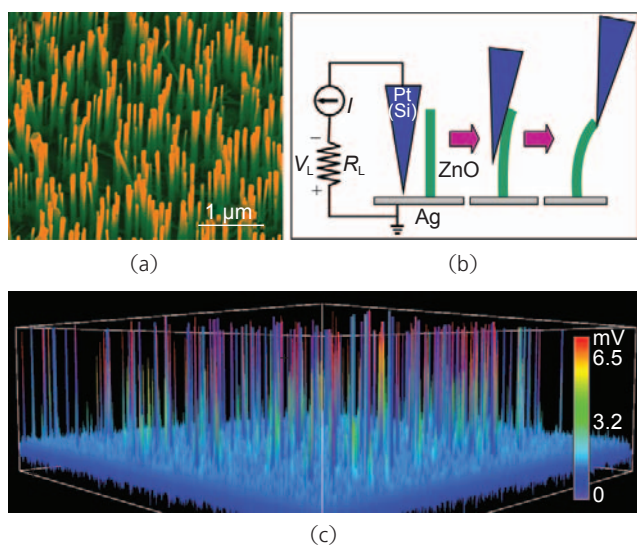 1 μm
(a)
Pt
(Si)
I
−
V_L
R_L
+
ZnO
Ag
(b)
mV
6.5
3.2
0
(c)